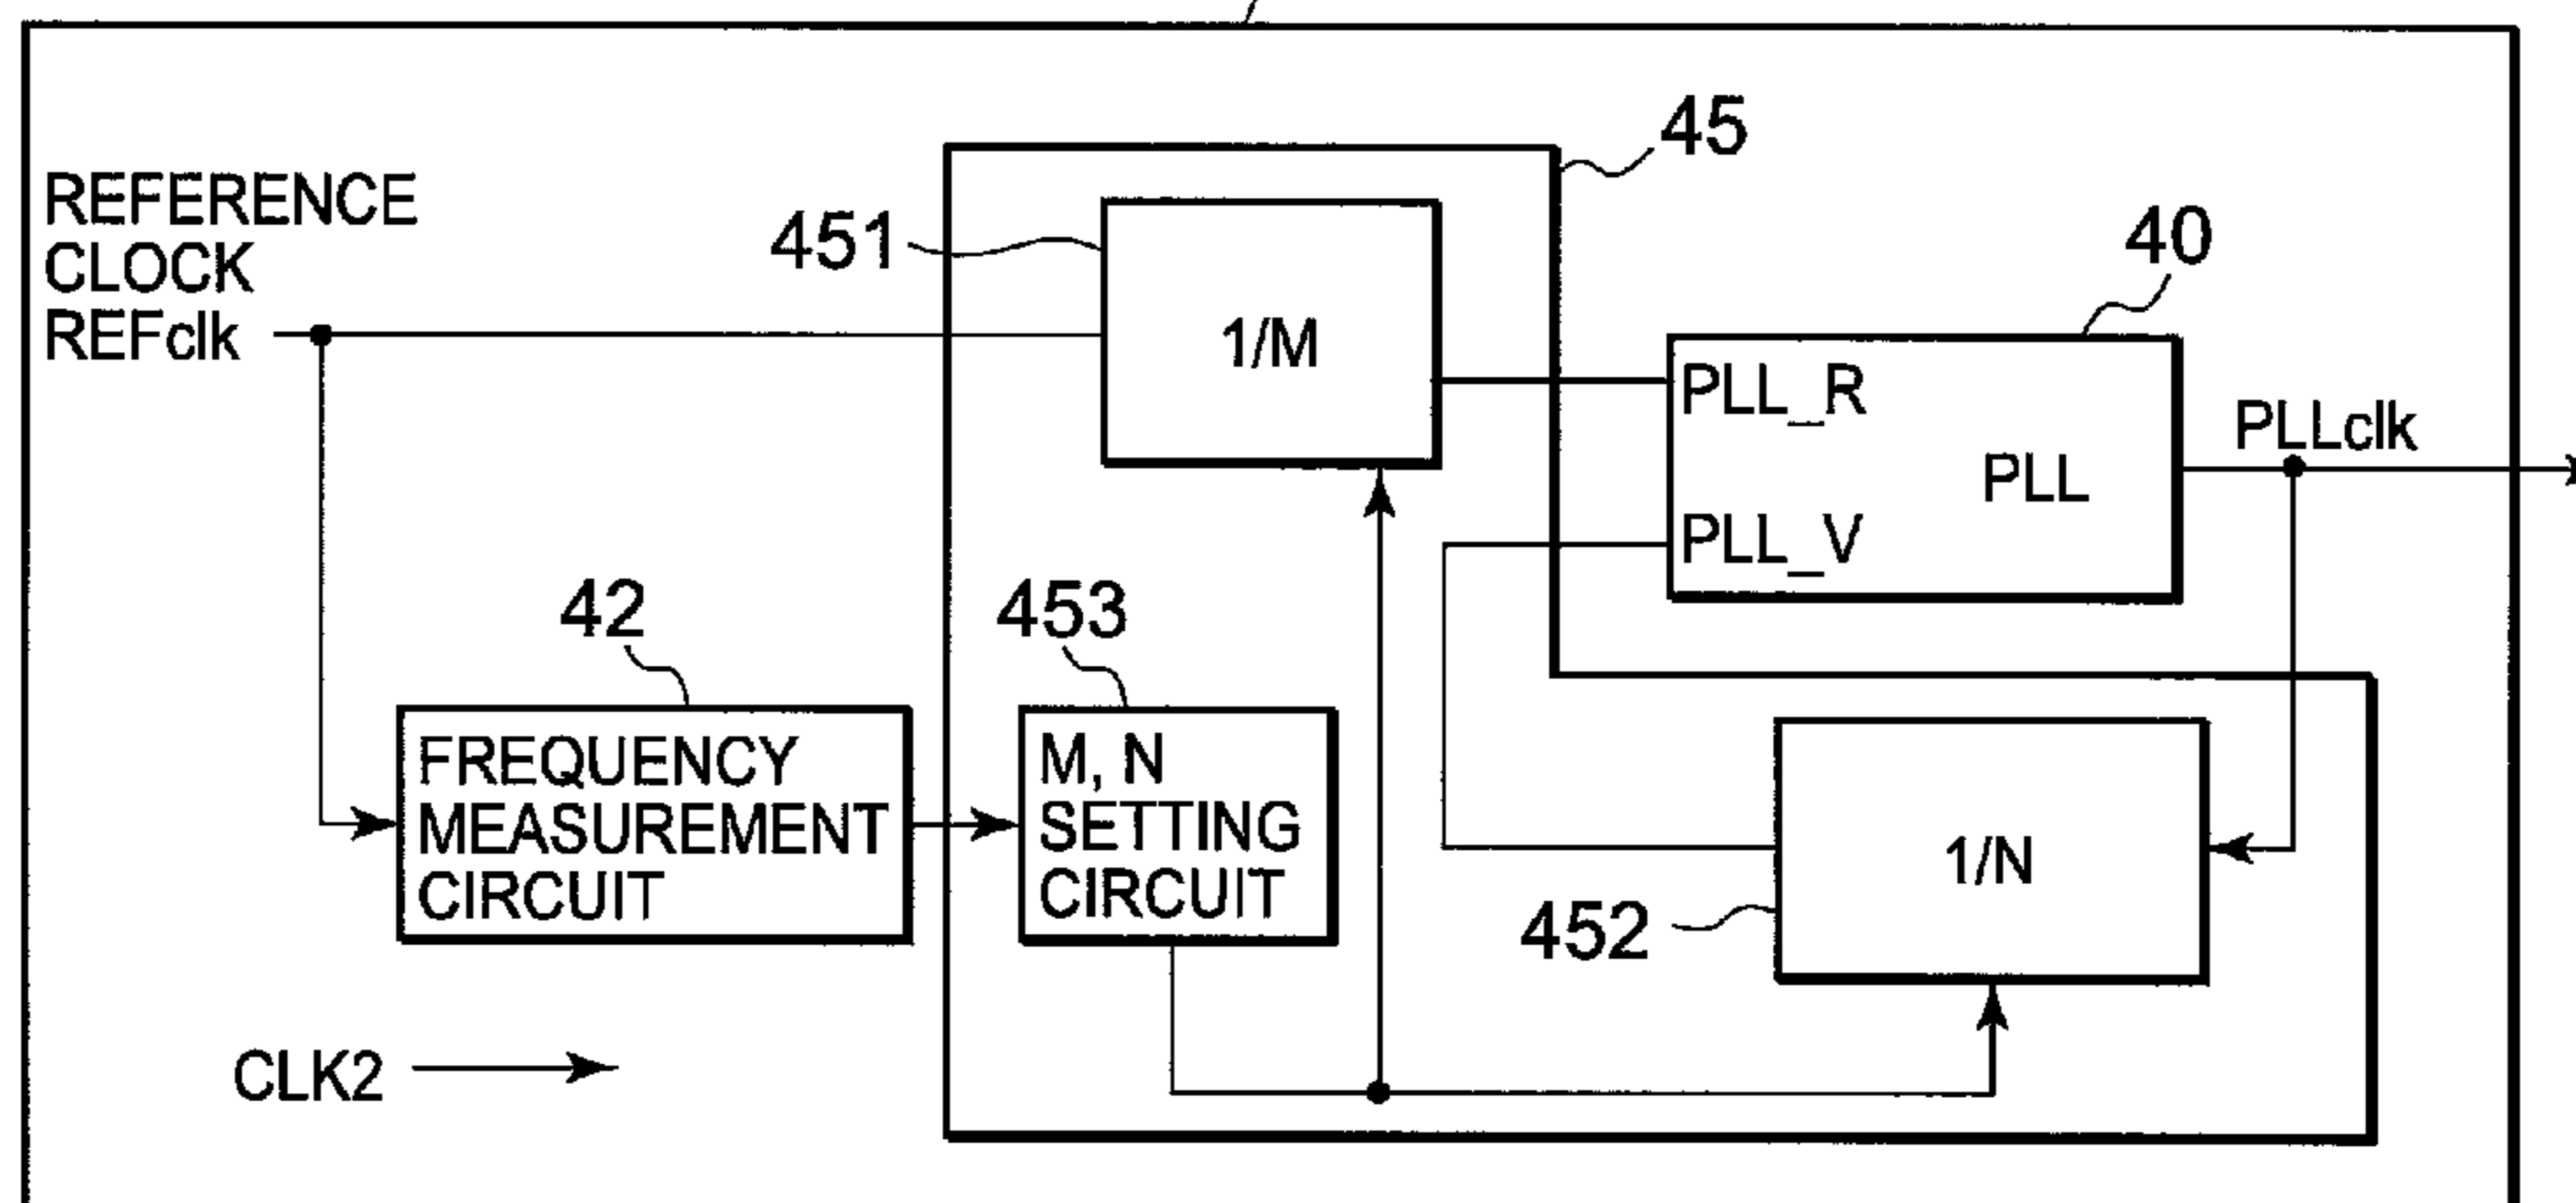 45
REFERENCE
CLOCK
REFclk
451
1/M
40
PLL_R
PLL
PLL_V
PLLclk
42
FREQUENCY
MEASUREMENT
CIRCUIT
453
M, N
SETTING
CIRCUIT
1/N
452
CLK2